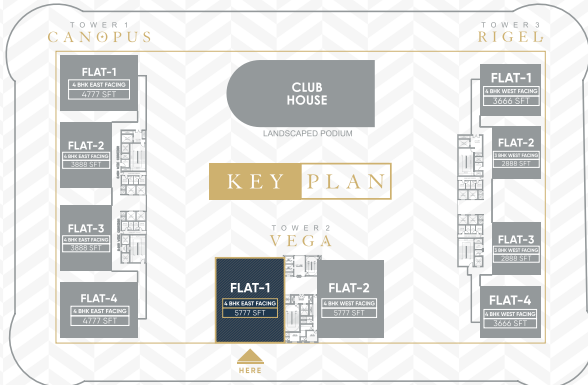 TOWER 1
CANOPUS
FLAT-1
4 BHK EAST FACING
4777 SFT
FLAT-2
4 BHK EAST FACING
3888 SFT
FLAT-3
4 BHK EAST FACING
3888 SFT
FLAT-4
4 BHK EAST FACING
4777 SFT
CLUB
HOUSE
LANDSCAPED PODIUM
KEY PLAN
TOWER 2
VEGA
FLAT-1
4 BHK EAST FACING
5777 SFT
HERE
FLAT-2
4 BHK WEST FACING
5777 SFT
TOWER 3
RIGEL
FLAT-1
4 BHK WEST FACING
3666 SFT
FLAT-2
3 BHK WEST FACING
2888 SFT
FLAT-3
3 BHK WEST FACING
2888 SFT
FLAT-4
4 BHK WEST FACING
3666 SFT